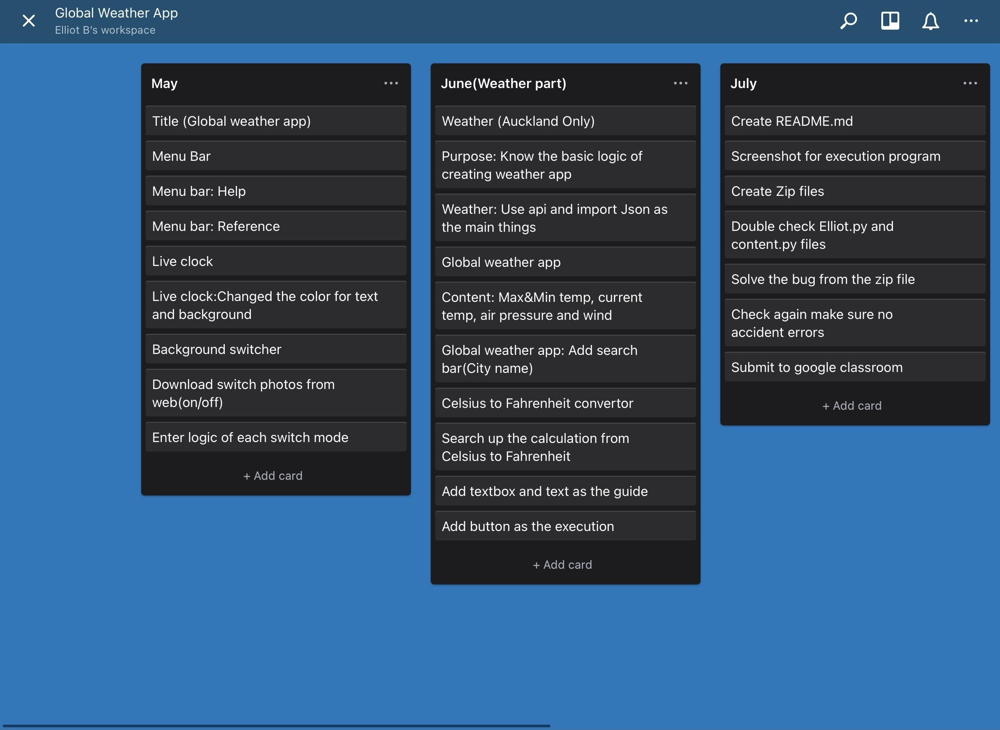 Global Weather App
Elliot B’s workspace
May
Title (Global weather app)
Menu Bar
Menu bar: Help
Menu bar: Reference
Live clock
Live clock:Changed the color for text
and background
Background switcher
Download switch photos from
web(on/off)
Enter logic of each switch mode
+ Add card
June(Weather part)
Weather (Auckland Only)
Purpose: Know the basic logic of
creating weather app
Weather: Use api and import Json as
the main things
Global weather app
Content: Max&Min temp, current
temp, air pressure and wind
Global weather app: Add search
bar(City name)
Celsius to Fahrenheit convertor
Search up the calculation from
Celsius to Fahrenheit
Add textbox and text as the guide
Add button as the execution
+ Add card
July
Create README.md
Screenshot for execution program
Create Zip files
Double check Elliot.py and
content.py files
Solve the bug from the zip file
Check again make sure no
accident errors
Submit to google classroom
+ Add card